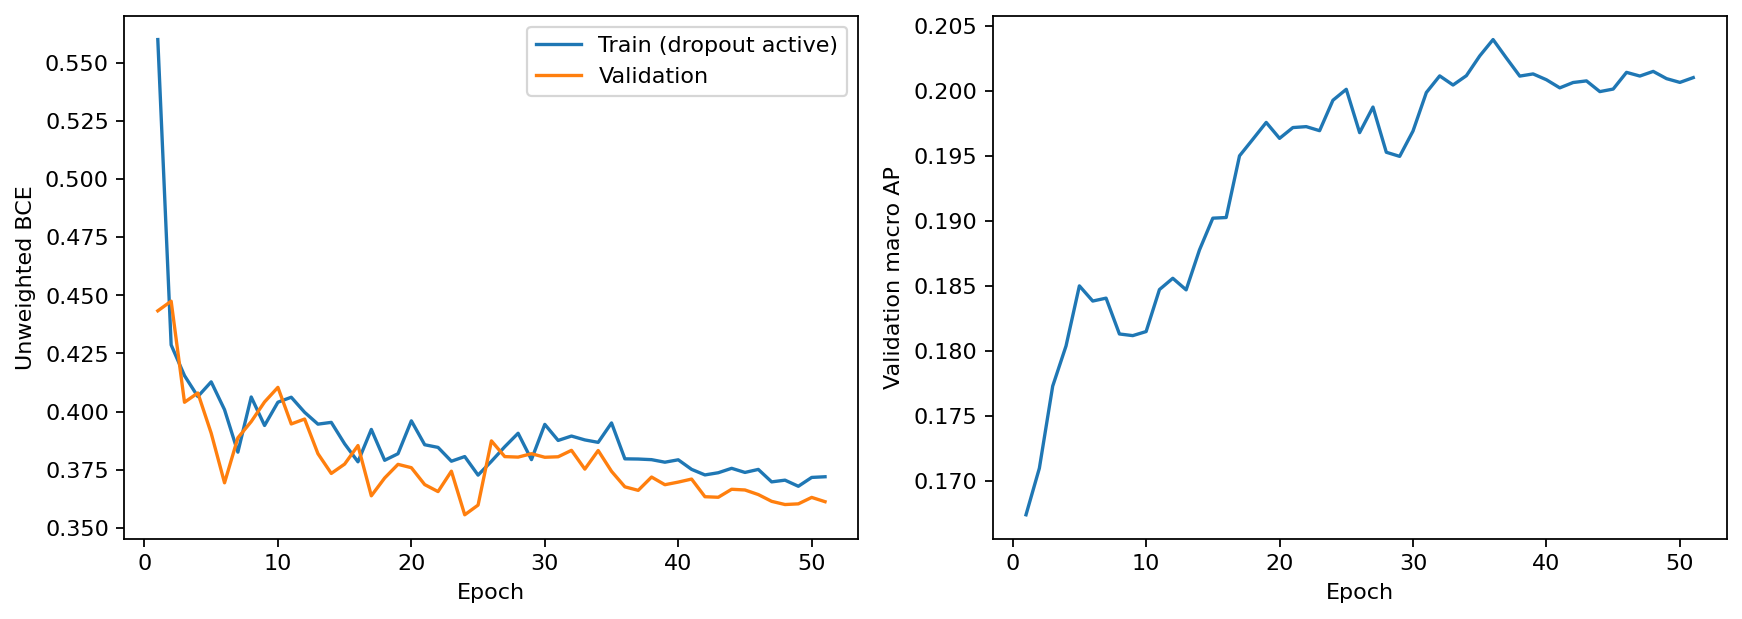 Unweighted BCE
0.550
0.525
0.500
0.475
0.450
0.425
0.400
0.375
0.350
Train (dropout active)
Validation
0 10 20 30 40 50
Epoch
Validation macro AP
0.205
0.200
0.195
0.190
0.185
0.180
0.175
0.170
0 10 20 30 40 50
Epoch